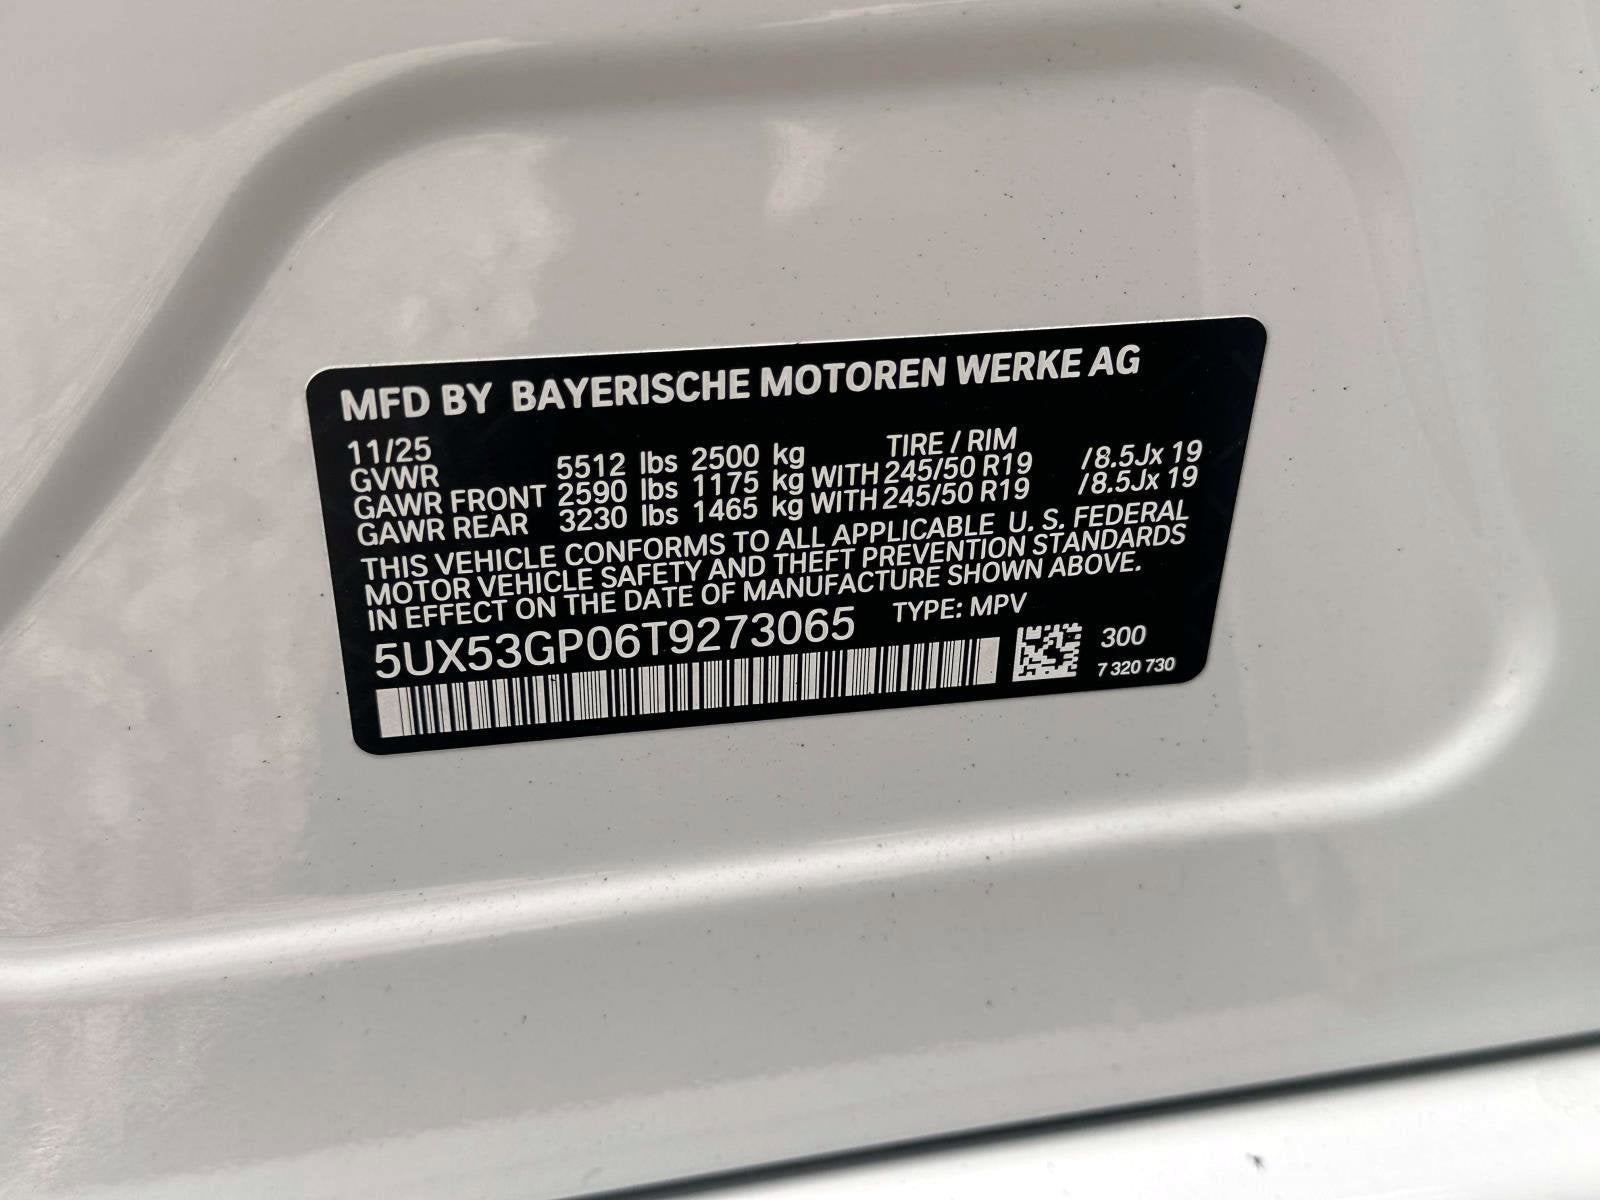 MFD BY BAYERISCHE MOTOREN WERKE AG
11/25 TIRE / RIM
GVWR 5512 lbs 2500 kg
GAWR FRONT 2590 lbs 1175 kg WITH 245/50 R19 /8.5Jx 19
GAWR REAR 3230 lbs 1465 kg WITH 245/50 R19 /8.5Jx 19
THIS VEHICLE CONFORMS TO ALL APPLICABLE U. S. FEDERAL
MOTOR VEHICLE SAFETY AND THEFT PREVENTION STANDARDS
IN EFFECT ON THE DATE OF MANUFACTURE SHOWN ABOVE.
5UX53GP06T9273065 TYPE: MPV
300
7 320 730